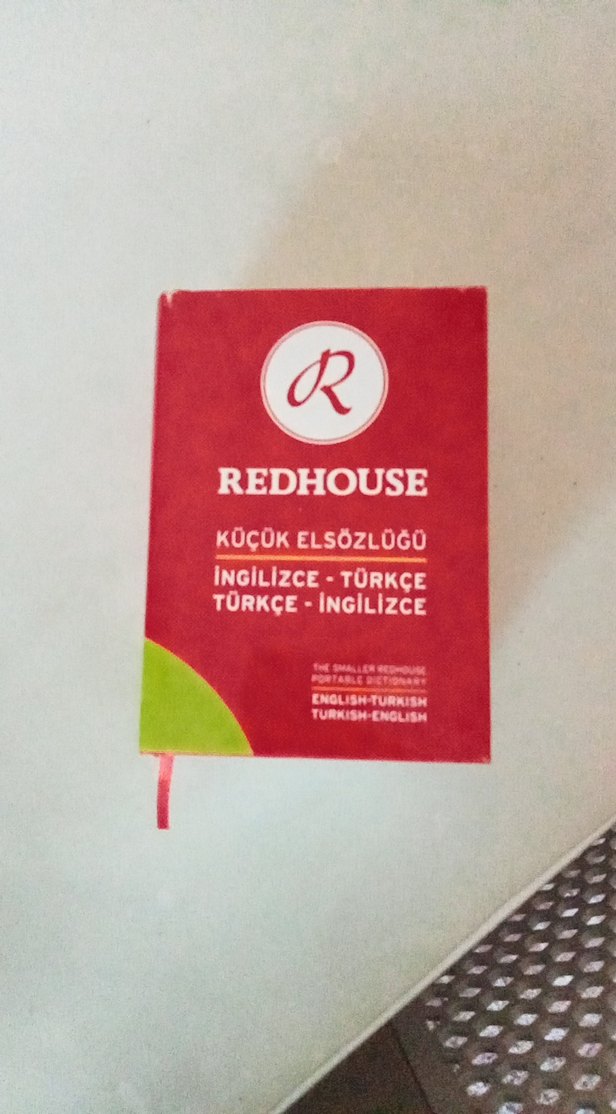 R
REDHOUSE
KÜÇÜK ELSÖZLÜĞÜ
İNGİLİZCE - TÜRKÇE
TÜRKÇE - İNGİLİZCE
THE SMALLER REDHOUSE
PORTABLE DICTIONARY
ENGLISH-TURKISH
TURKISH-ENGLISH